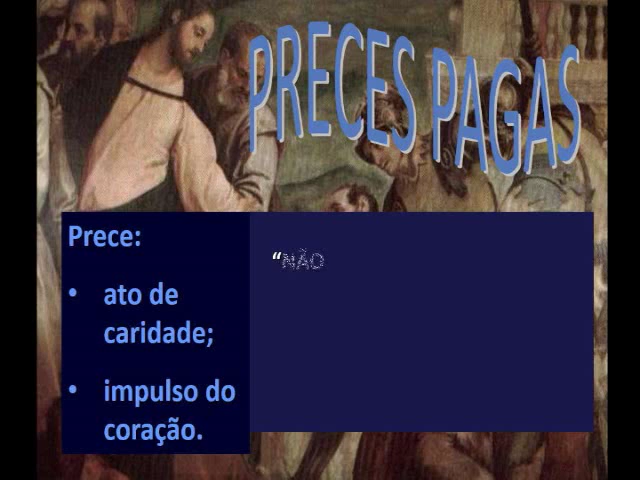 PRECES PAGAS
Prece:
• ato de
caridade;
• impulso do
coração.
“NÃO